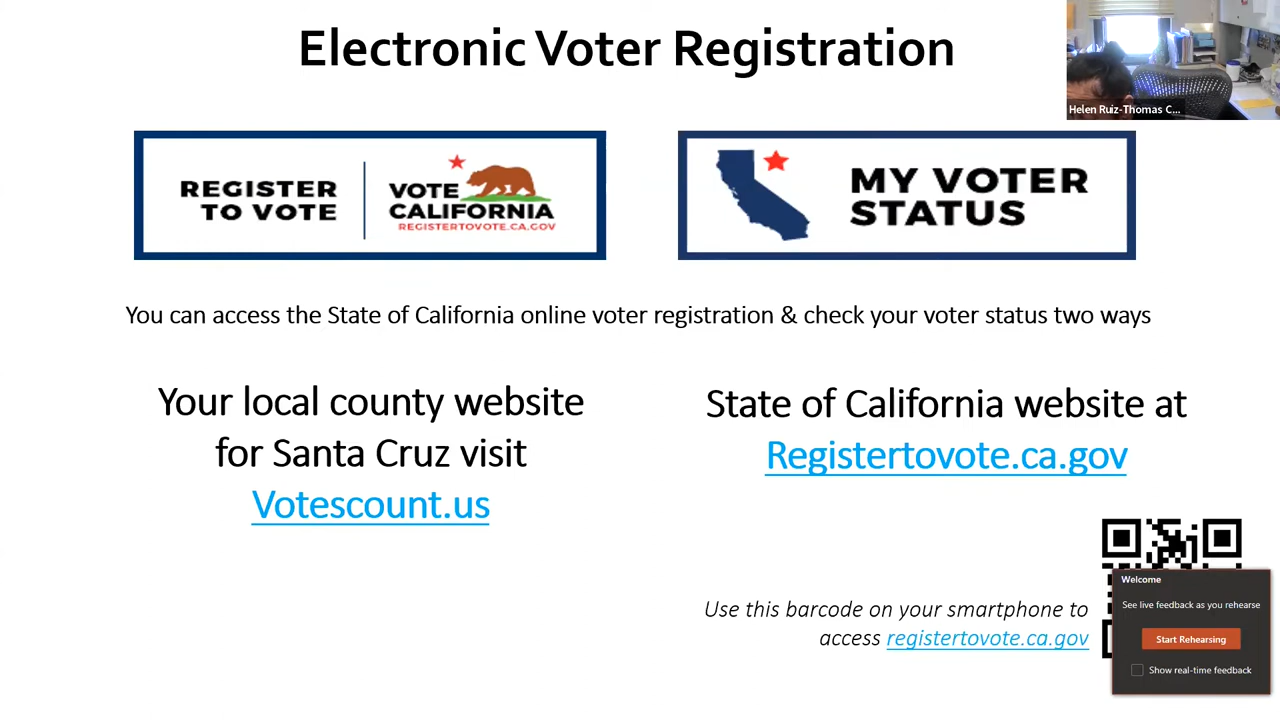 Electronic Voter Registration
Helen Ruiz-Thomas C...
REGISTER
TO VOTE
VOTE
CALIFORNIA
REGISTERTOVOTE.CA.GOV
MY VOTER
STATUS
You can access the State of California online voter registration & check your voter status two ways
Your local county website
for Santa Cruz visit
Votescount.us
State of California website at
Registertovote.ca.gov
Use this barcode on your smartphone to
access registertovote.ca.gov
Welcome
See live feedback as you rehearse
Start Rehearsing
Show real-time feedback